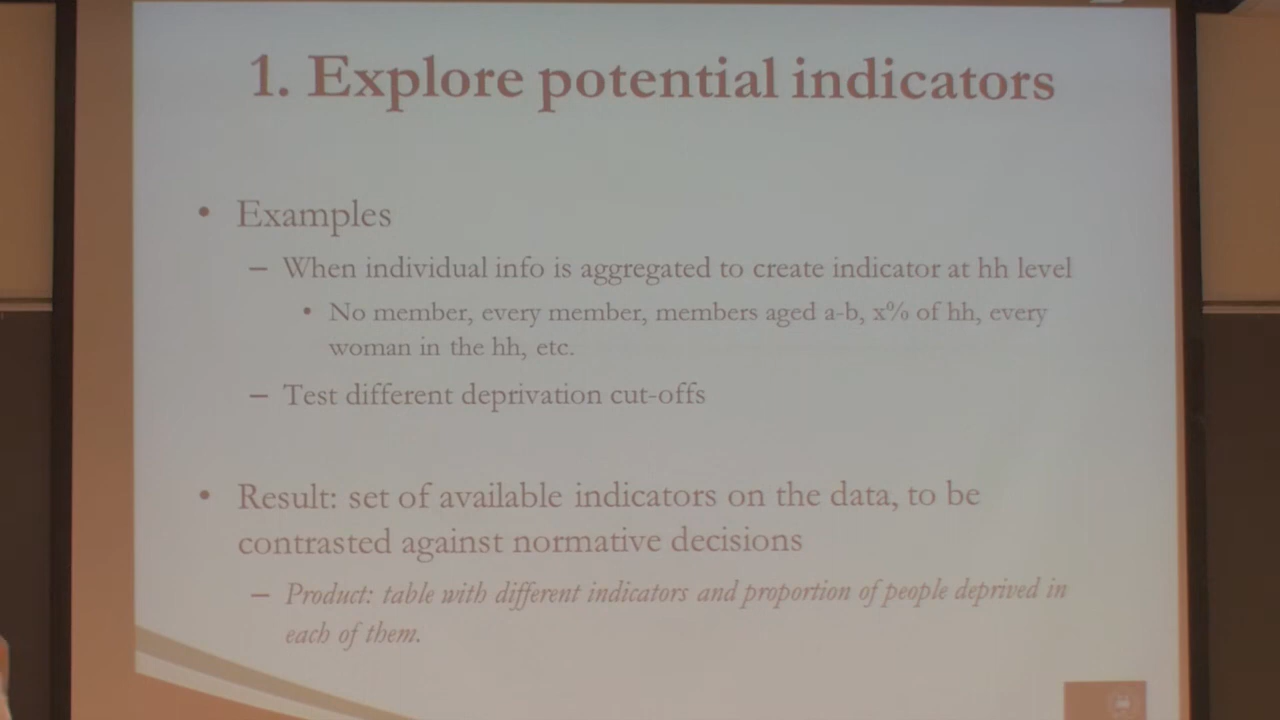 1. Explore potential indicators
• Examples
– When individual info is aggregated to create indicator at hh level
• No member, every member, members aged a-b, x% of hh, every
woman in the hh, etc.
– Test different deprivation cut-offs
• Result: set of available indicators on the data, to be
contrasted against normative decisions
– Product: table with different indicators and proportion of people deprived in
each of them.